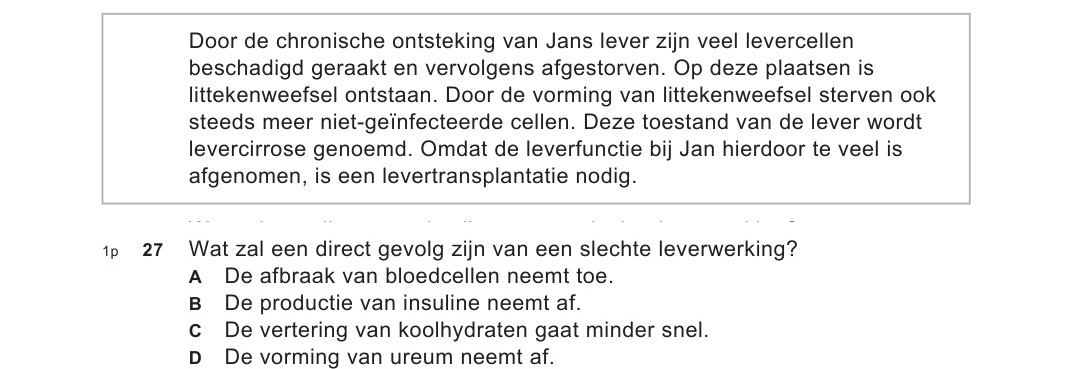 Door de chronische ontsteking van Jans lever zijn veel levercellen
beschadigd geraakt en vervolgens afgestorven. Op deze plaatsen is
littekenweefsel ontstaan. Door de vorming van littekenweefsel sterven ook
steeds meer niet-geïnfecteerde cellen. Deze toestand van de lever wordt
levercirrose genoemd. Omdat de leverfunctie bij Jan hierdoor te veel is
afgenomen, is een levertransplantatie nodig.
1p 27 Wat zal een direct gevolg zijn van een slechte leverwerking?
A De afbraak van bloedcellen neemt toe.
B De productie van insuline neemt af.
C De vertering van koolhydraten gaat minder snel.
D De vorming van ureum neemt af.